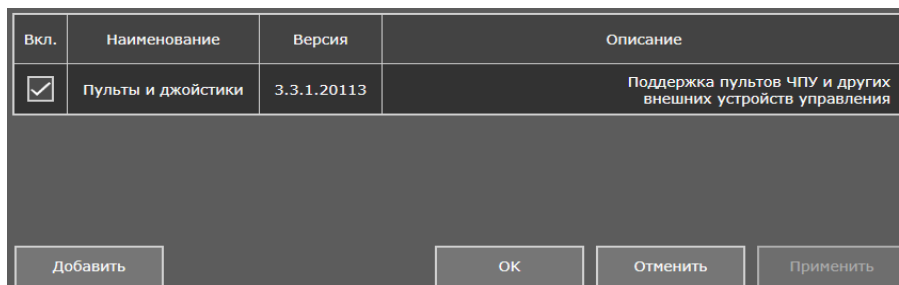 Вкл. Наименование Версия Описание
Пульты и джойстики 3.3.1.20113 Поддержка пультов ЧПУ и других
внешних устройств управления
Добавить ОК Отменить Применить